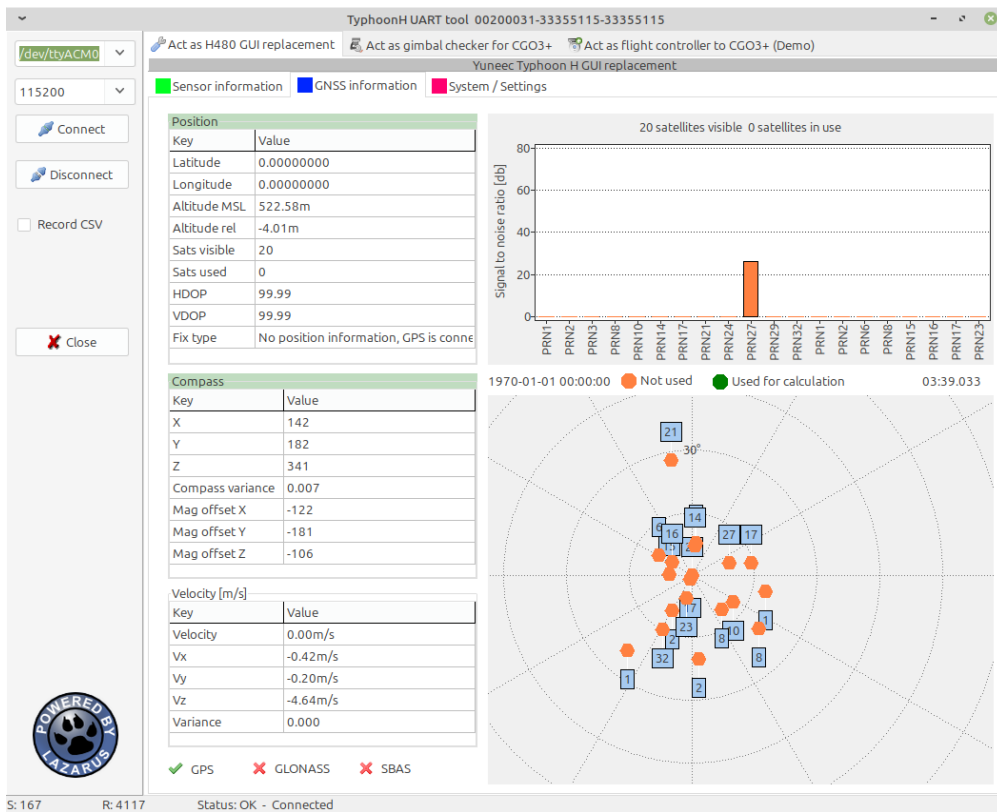 TyphoonH UART tool 00200031-33355115-33355115
/dev/ttyACM0
115200
Connect
Disconnect
Record CSV
Close
POWERED BY LAZARUS
Act as H480 GUI replacement
Act as gimbal checker for CGO3+
Act as flight controller to CGO3+ (Demo)
Yuneec Typhoon H GUI replacement
Sensor information
GNSS information
System / Settings
Position
Key Value
Latitude 0.00000000
Longitude 0.00000000
Altitude MSL 522.58m
Altitude rel -4.01m
Sats visible 20
Sats used 0
HDOP 99.99
VDOP 99.99
Fix type No position information, GPS is conne
Compass
Key Value
X 142
Y 182
Z 341
Compass variance 0.007
Mag offset X -122
Mag offset Y -181
Mag offset Z -106
Velocity [m/s]
Key Value
Velocity 0.00m/s
Vx -0.42m/s
Vy -0.20m/s
Vz -4.64m/s
Variance 0.000
GPS
GLONASS
SBAS
20 satellites visible 0 satellites in use
Signal to noise ratio [db]
80
60
40
20
0
PRN1
PRN2
PRN3
PRN8
PRN10
PRN14
PRN17
PRN21
PRN24
PRN27
PRN29
PRN32
PRN1
PRN2
PRN6
PRN8
PRN15
PRN16
PRN17
PRN23
1970-01-01 00:00:00 Not used Used for calculation 03:39.033
21
30°
14
6
16
27
17
17
23
1
2
10
8
32
8
1
2
S: 167 R: 4117 Status: OK - Connected